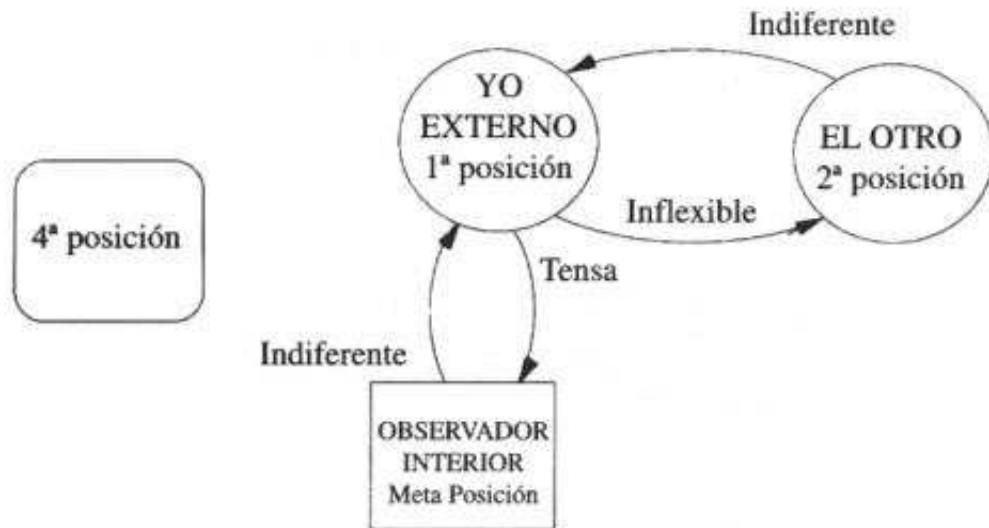 Indiferente
YO
EXTERNO
1ª posición
EL OTRO
2ª posición
4ª posición
Inflexible
Tensa
Indiferente
OBSERVADOR
INTERIOR
Meta Posición